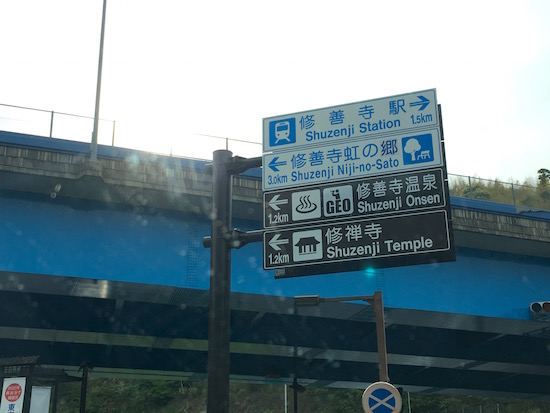 修善寺駅 →
Shuzenji Station 1.5km
← 修善寺虹の郷
3.0km Shuzenji Niji-no-Sato
← GEO 修善寺温泉
1.2km Shuzenji Onsen
← 修禅寺
1.2km Shuzenji Temple
東